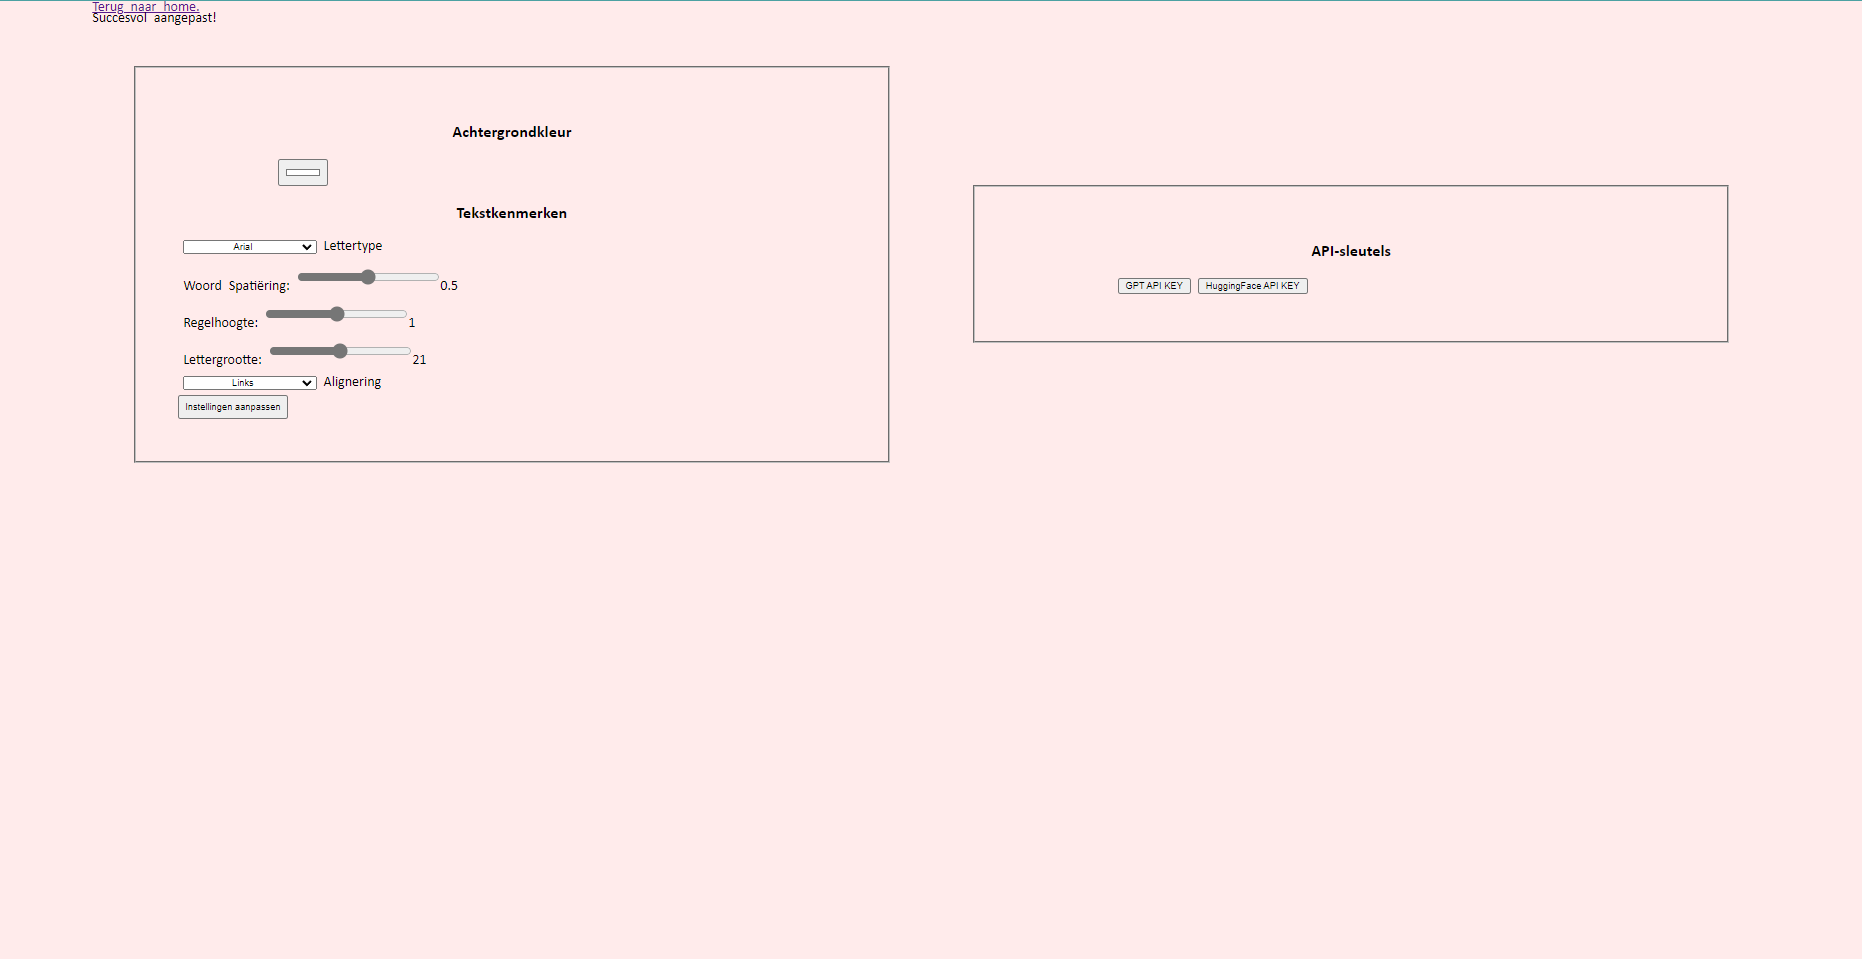 Terug naar home.
Succesvol aangepast!
Achtergrondkleur
Tekstkenmerken
Arial Lettertype
Woord Spatiëring: 0.5
Regelhoogte: 1
Lettergrootte: 21
Links Alignering
Instellingen aanpassen
API-sleutels
GPT API KEY HuggingFace API KEY